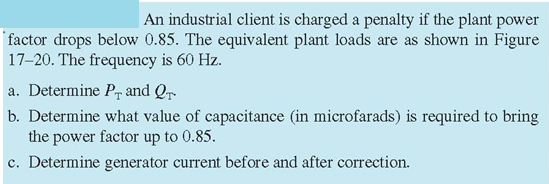 An industrial client is charged a penalty if the plant power
factor drops below 0.85. The equivalent plant loads are as shown in Figure
17–20. The frequency is 60 Hz.
a. Determine P_T and Q_T.
b. Determine what value of capacitance (in microfarads) is required to bring
the power factor up to 0.85.
c. Determine generator current before and after correction.